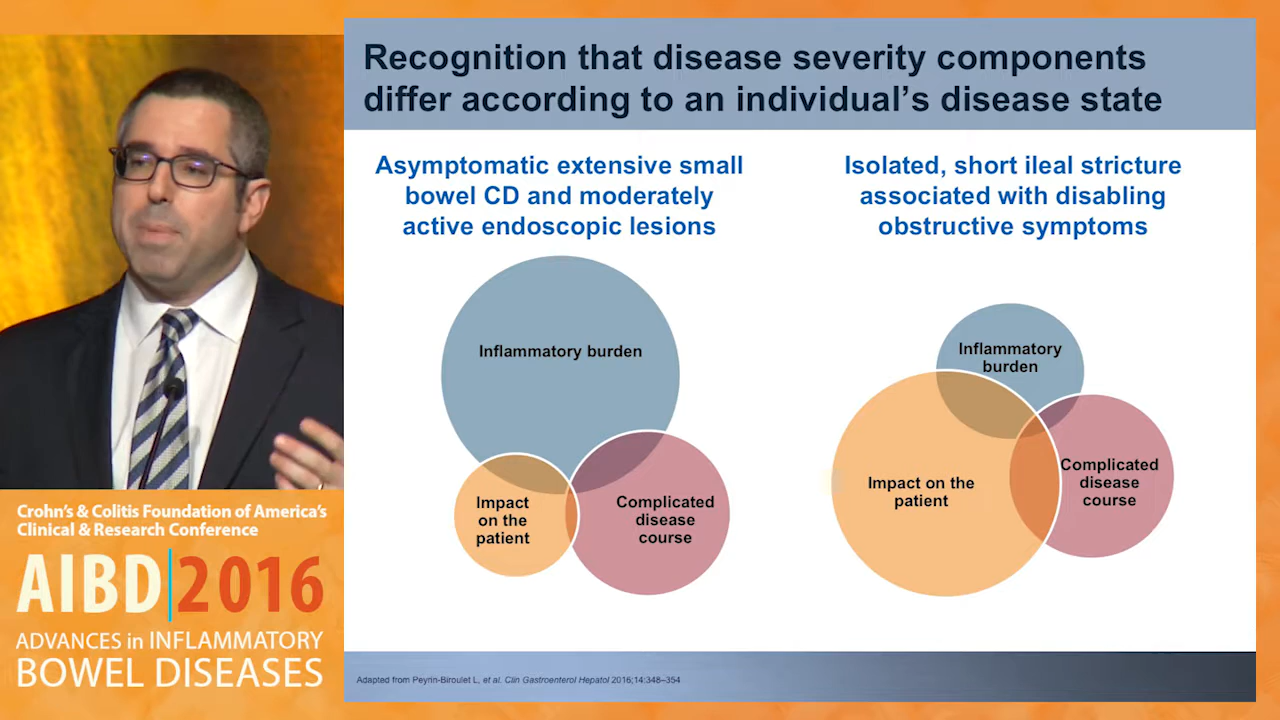 Recognition that disease severity components
differ according to an individual's disease state
Asymptomatic extensive small
bowel CD and moderately
active endoscopic lesions
Inflammatory burden
Impact
on the
patient
Complicated
disease
course
Isolated, short ileal stricture
associated with disabling
obstructive symptoms
Inflammatory
burden
Impact on the
patient
Complicated
disease
course
Adapted from Peyrin-Biroulet L, et al. Clin Gastroenterol Hepatol 2016;14:348–354
Crohn's & Colitis Foundation of America's
Clinical & Research Conference
AIBD|2016
ADVANCES in INFLAMMATORY
BOWEL DISEASES